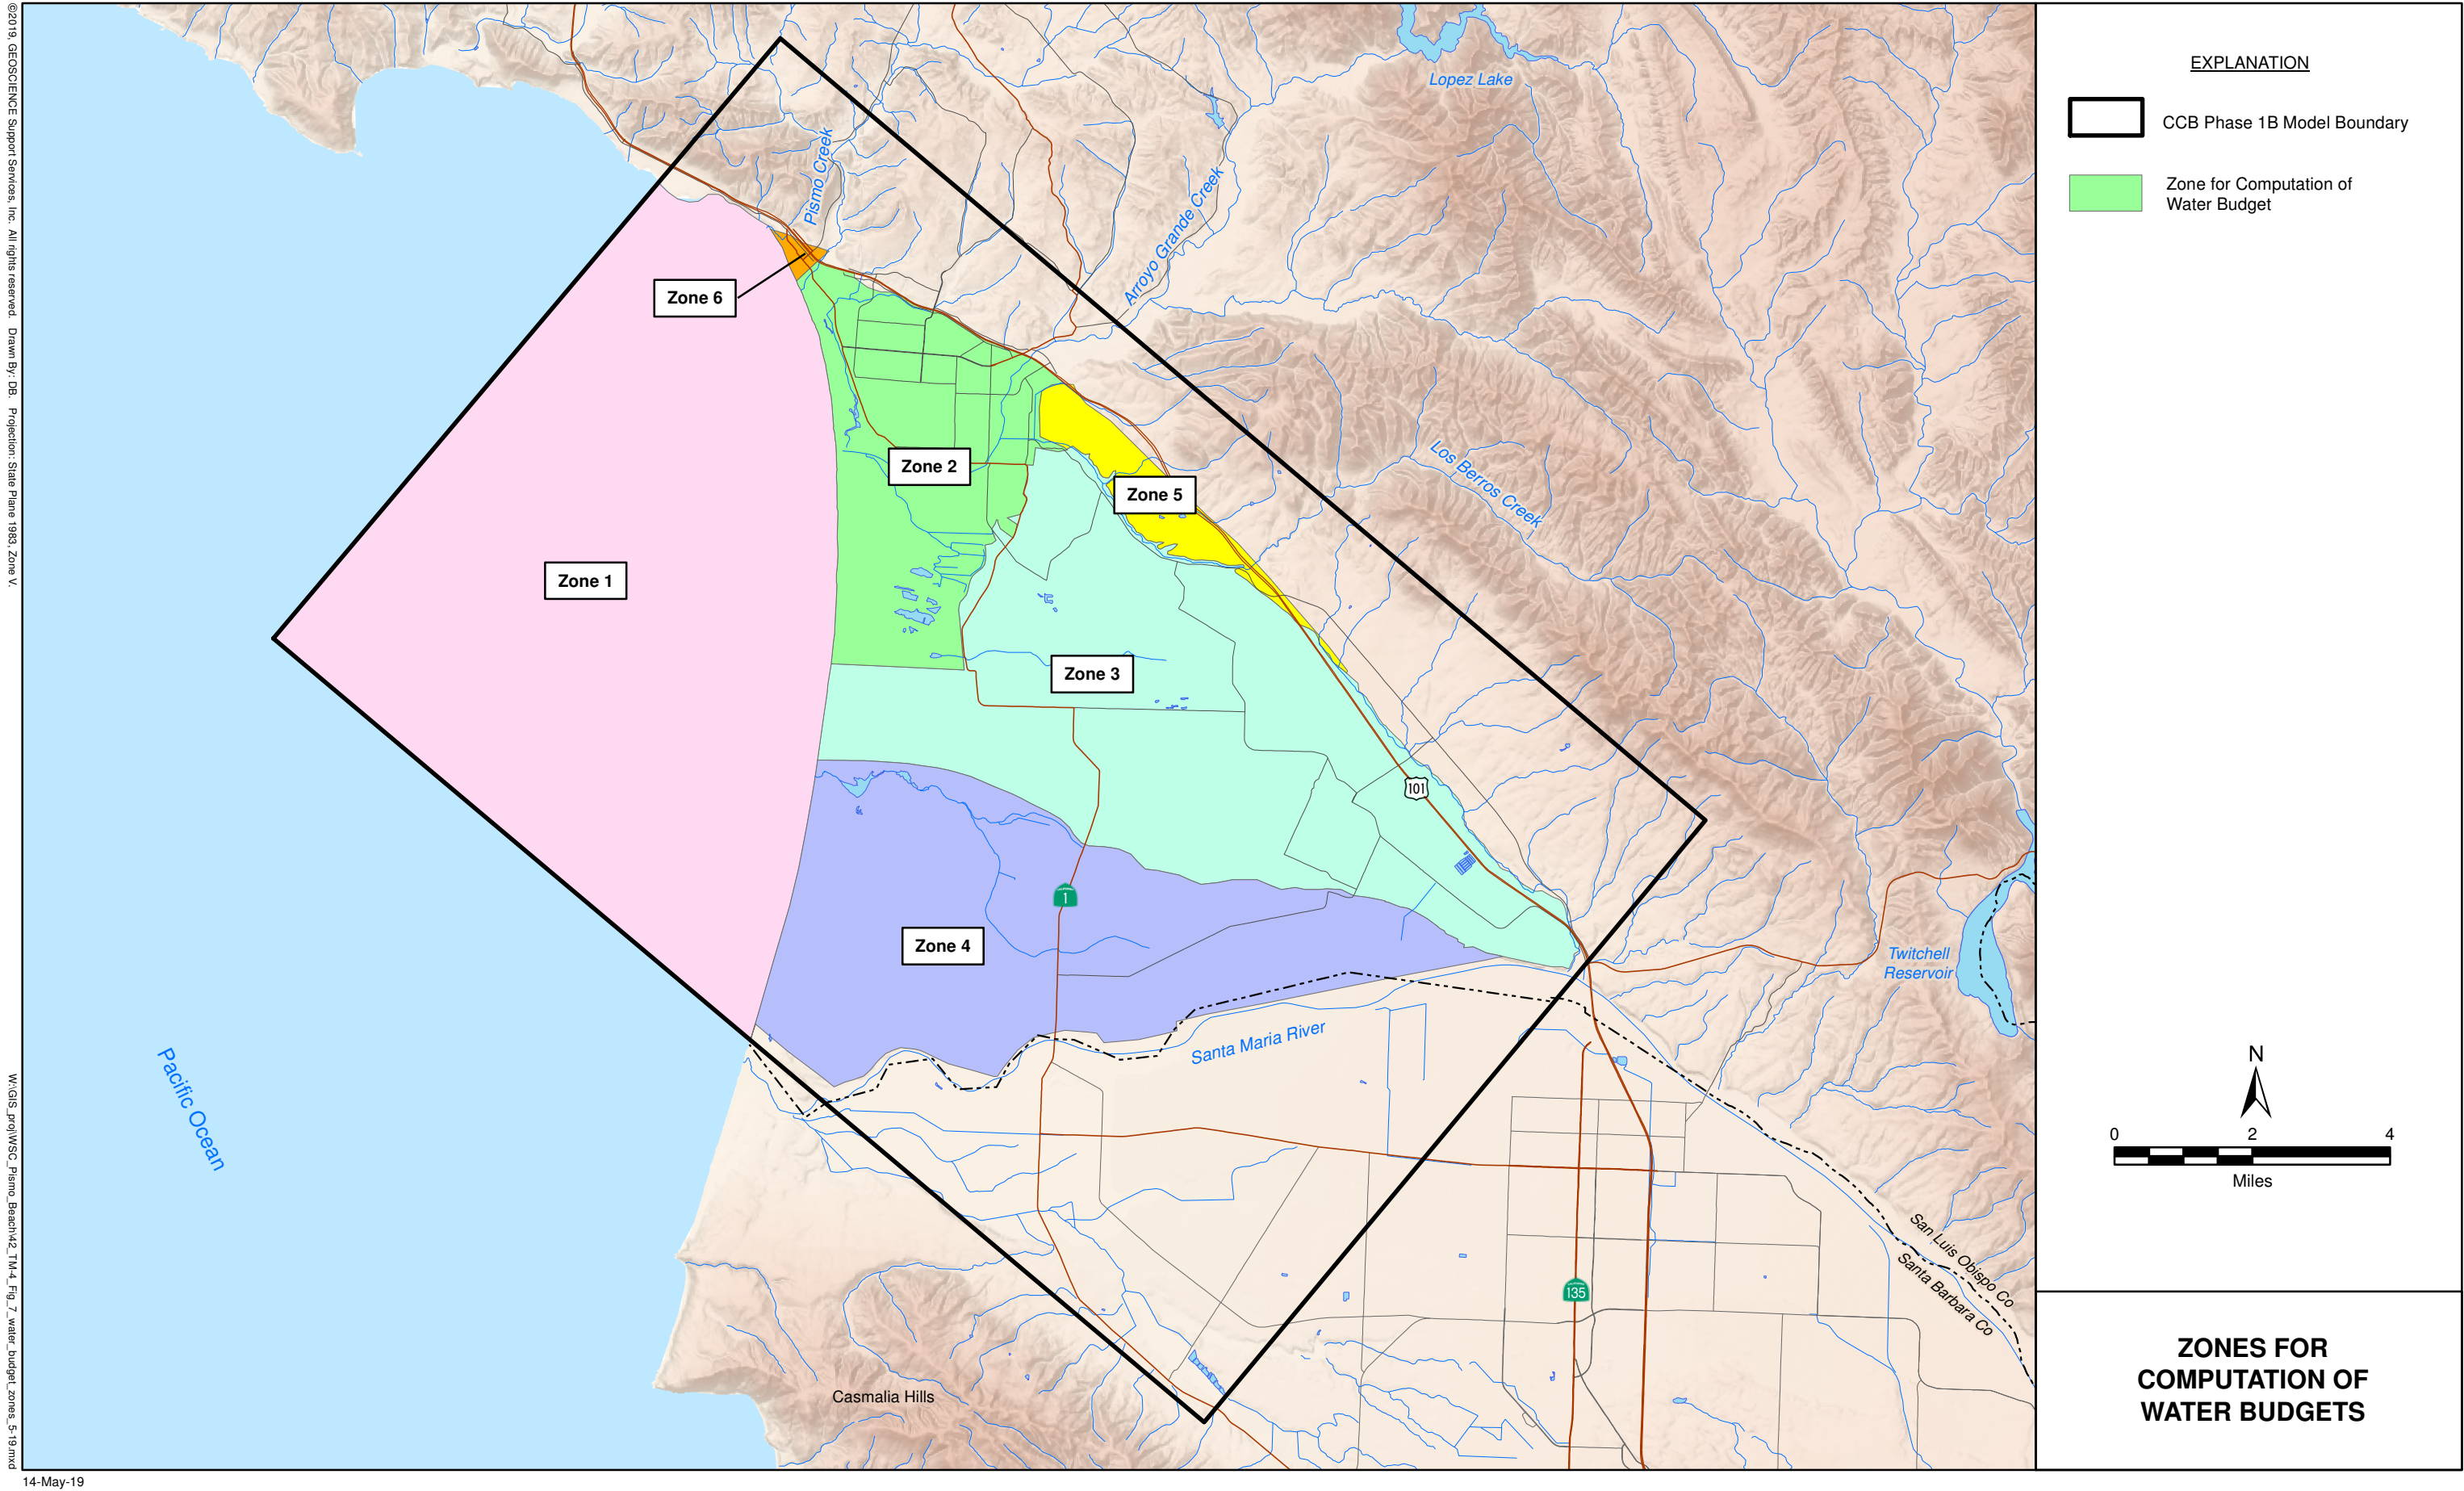 ©2019, GEOSCIENCE Support Services, Inc. All rights reserved. Drawn By: DB. Projection: State Plane 1983, Zone V.
W:\GIS_proj\WSC_Pismo_Beach\42_TM-4_Fig_7_water_budget_zones_5-19.mxd
14-May-19
Lopez Lake
Pismo Creek
Arroyo Grande Creek
Zone 6
Zone 2
Zone 5
Los Berros Creek
Zone 1
Zone 3
101
1
Zone 4
Twitchell
Reservoir
Santa Maria River
Pacific Ocean
San Luis Obispo Co
Santa Barbara Co
135
Casmalia Hills
EXPLANATION
CCB Phase 1B Model Boundary
Zone for Computation of
Water Budget
N
0 2 4
Miles
ZONES FOR
COMPUTATION OF
WATER BUDGETS